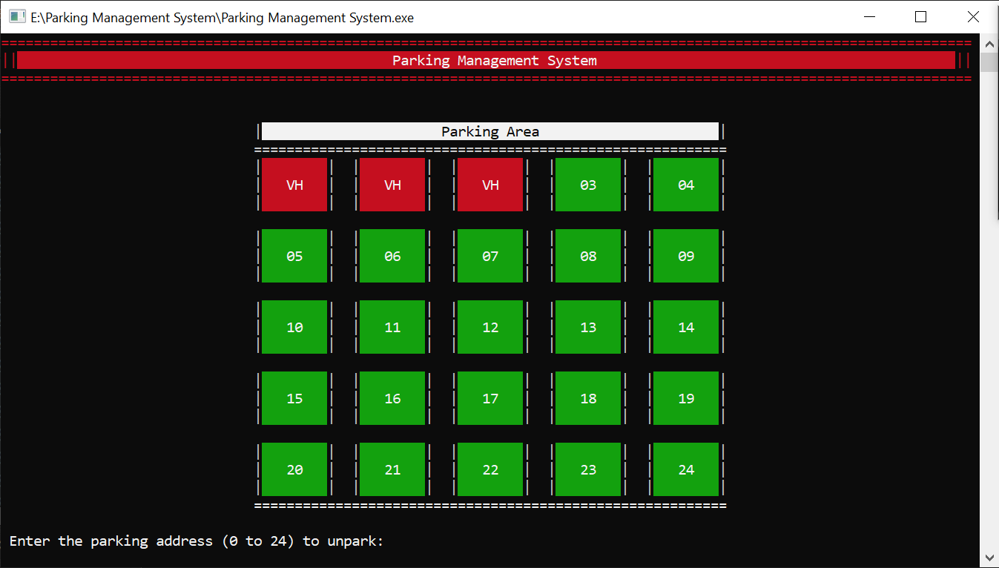 E:\Parking Management System\Parking Management System.exe
Parking Management System
Parking Area
VH VH VH 03 04
05 06 07 08 09
10 11 12 13 14
15 16 17 18 19
20 21 22 23 24
Enter the parking address (0 to 24) to unpark: